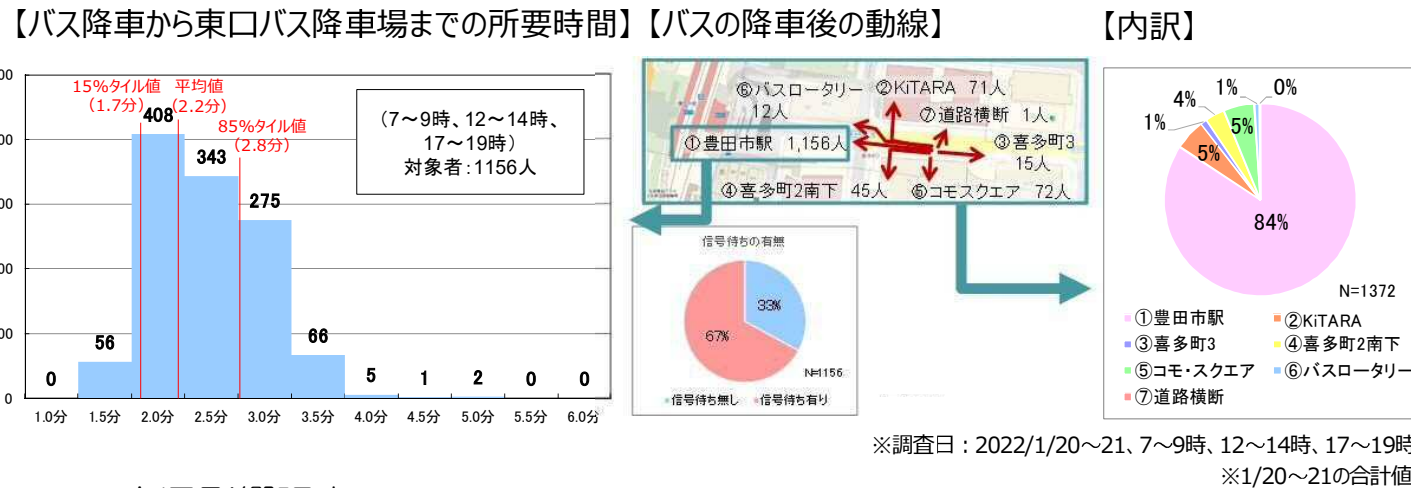 【バス降車から東口バス降車場までの所要時間】
【バスの降車後の動線】
【内訳】
15%タイル値
(1.7分)
平均値
(2.2分)
85%タイル値
(2.8分)
(7～9時、12～14時、
17～19時)
対象者：1156人
00
00
00
00
00
0
0
56
408
343
275
66
5
1
2
0
0
1.0分 1.5分 2.0分 2.5分 3.0分 3.5分 4.0分 4.5分 5.0分 5.5分 6.0分
⑥バスロータリー
12人
②KiTARA 71人
⑦道路横断 1人
①豊田市駅 1,156人
③喜多町3
15人
④喜多町2南下 45人
⑥コモスクエア 72人
信号待ちの有無
33%
67%
N=1156
信号待ち無し 信号待ち有り
1%
4%
5%
1%
0%
5%
84%
N=1372
①豊田市駅 ②KiTARA
③喜多町3 ④喜多町2南下
⑤コモ・スクエア ⑥バスロータリー
⑦道路横断
※調査日：2022/1/20～21、7～9時、12～14時、17～19時
※1/20～21の合計値